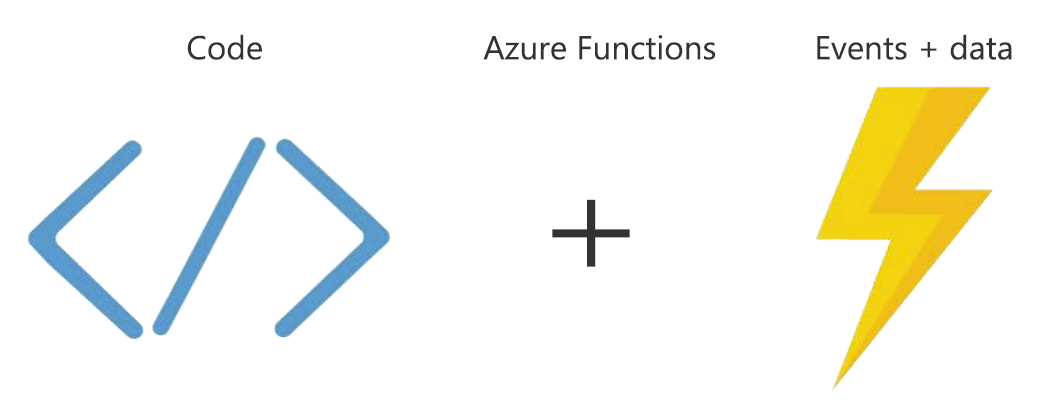 Code
Azure Functions
Events + data